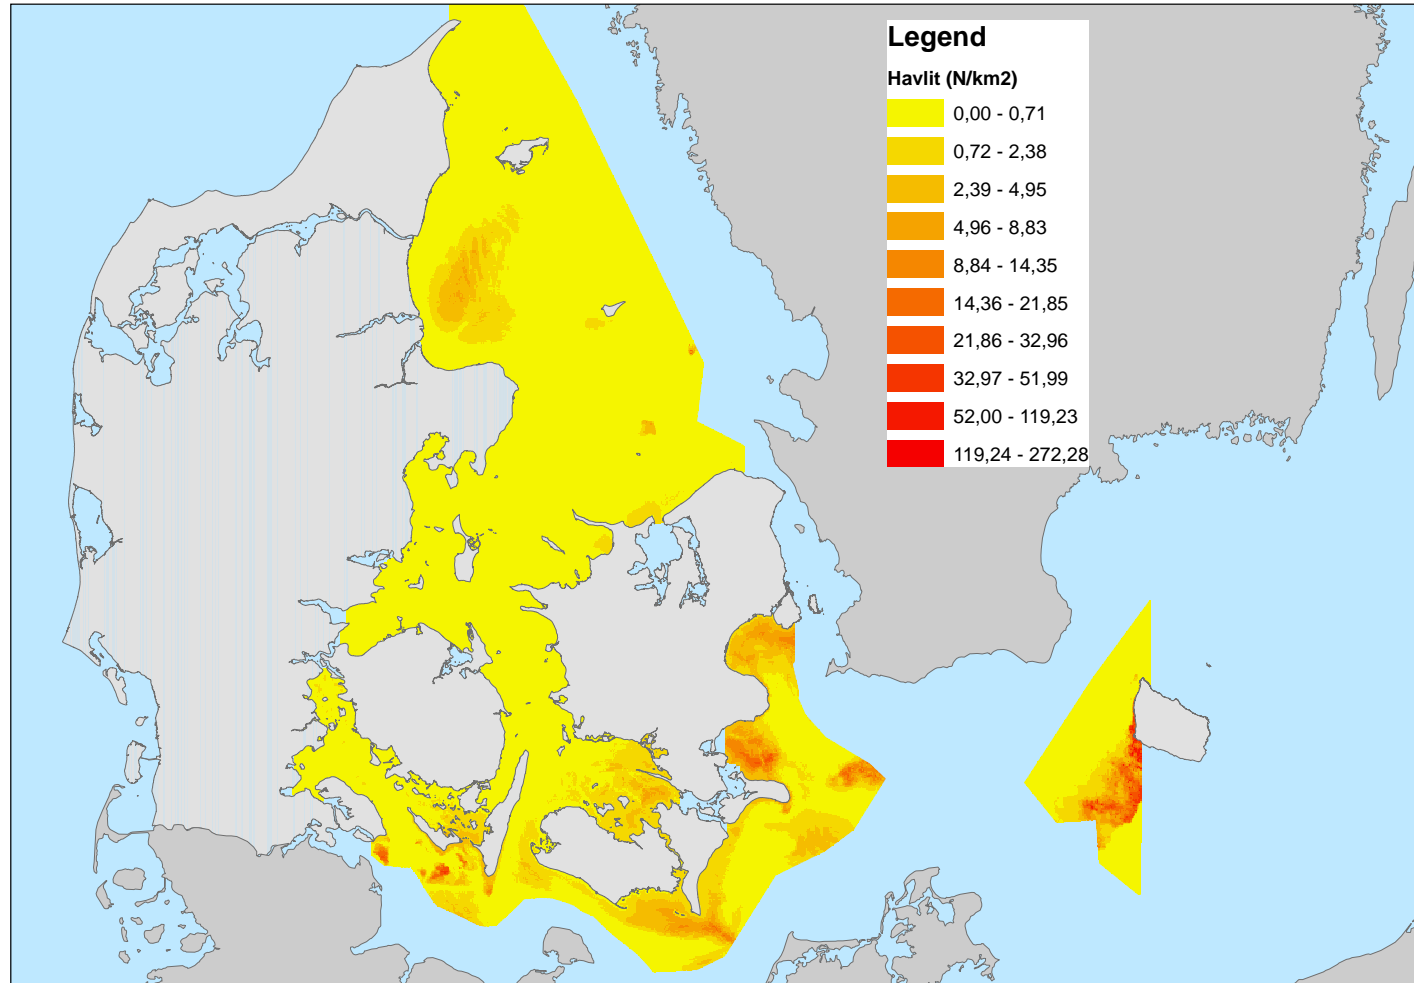 Legend
Havlit (N/km2)
0,00 - 0,71
0,72 - 2,38
2,39 - 4,95
4,96 - 8,83
8,84 - 14,35
14,36 - 21,85
21,86 - 32,96
32,97 - 51,99
52,00 - 119,23
119,24 - 272,28